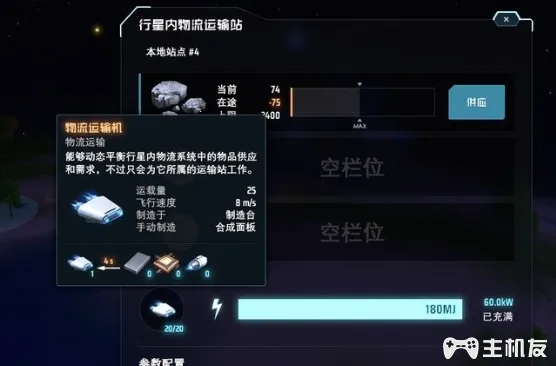 行星内物流运输站
x
本地站点 #4
当前 74
在途 -75
2400
MAX
供应
空栏位
空栏位
物流运输机
物流运输
能够动态平衡行星内物流系统中的物品供应
和需求，不过只会为它所属的运输站工作。
运载量 25
飞行速度 8 m/s
制造于 制造台
手动制造 合成面板
4s
1 0 0 0
20/20
180MJ
60.0kW
已充满
参数配置
主机友